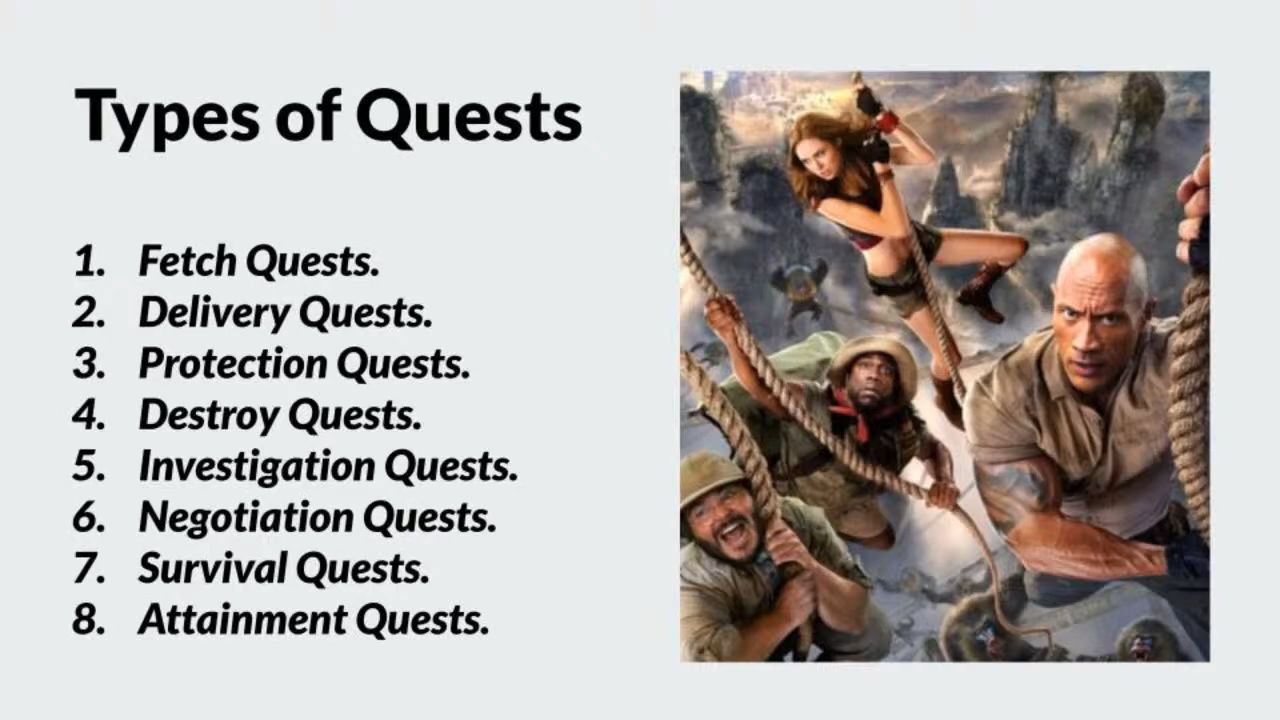 Types of Quests
1. Fetch Quests.
2. Delivery Quests.
3. Protection Quests.
4. Destroy Quests.
5. Investigation Quests.
6. Negotiation Quests.
7. Survival Quests.
8. Attainment Quests.